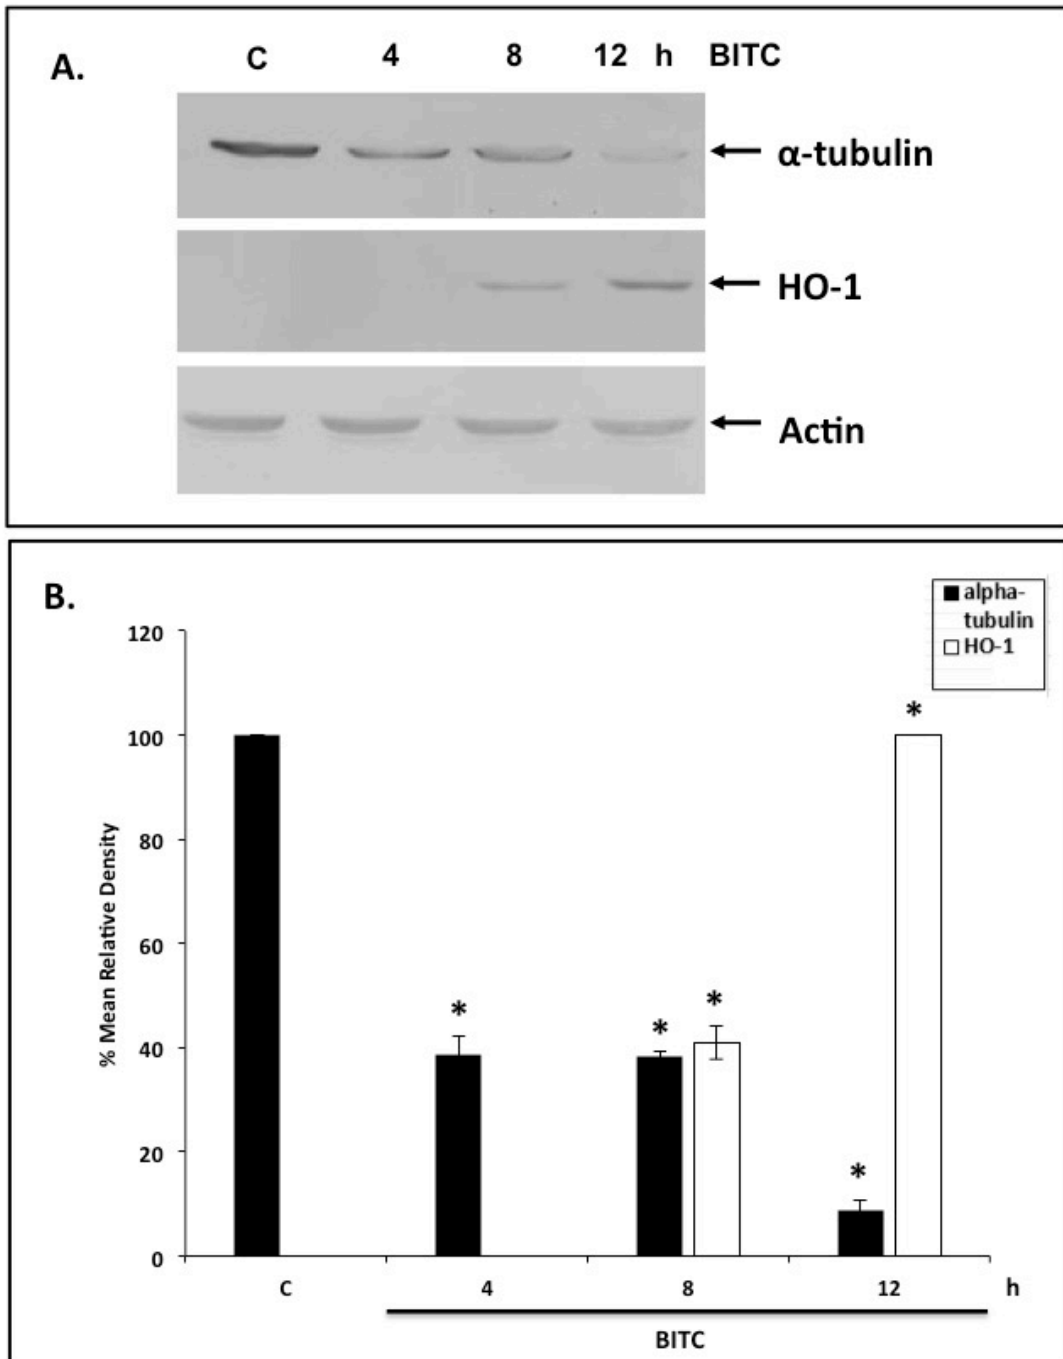 A.
C 4 8 12 h BITC
α-tubulin
HO-1
Actin
B.
alpha-
tubulin
HO-1
120
100
80
60
40
20
0
% Mean Relative Density
*
*
*
*
*
C 4 8 12 h
BITC